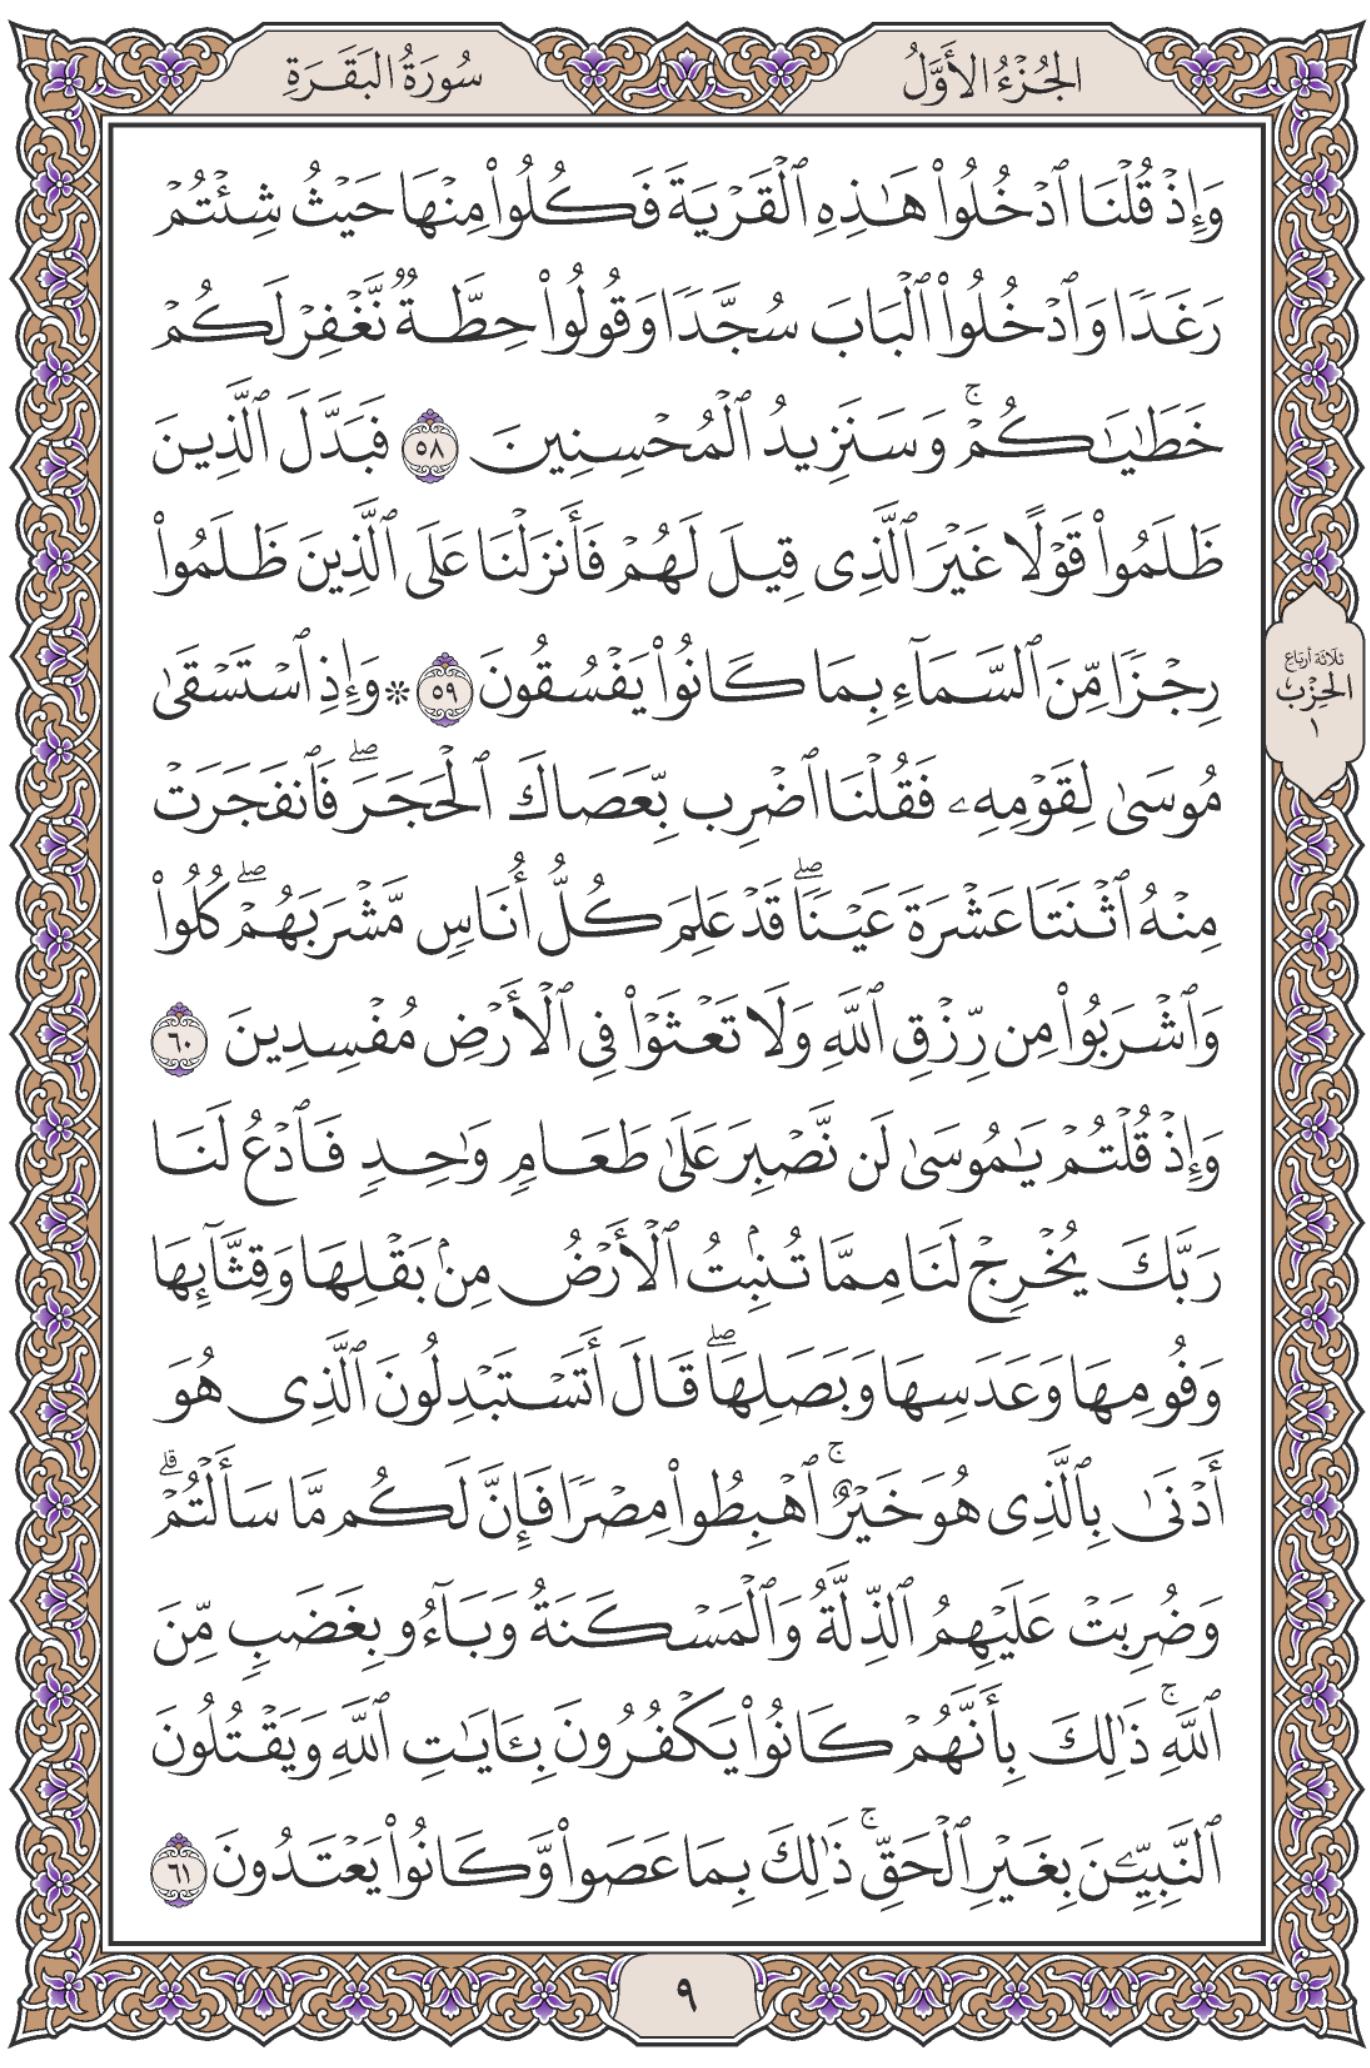 الجُزْءُ الأَوَّلُ
سُورَةُ البَقَرَةِ
وَإِذْ قُلْنَا ٱدْخُلُوا۟ هَـٰذِهِ ٱلْقَرْيَةَ فَكُلُوا۟ مِنْهَا حَيْثُ شِئْتُمْ
رَغَدًا وَٱدْخُلُوا۟ ٱلْبَابَ سُجَّدًا وَقُولُوا۟ حِطَّةٌ نَّغْفِرْ لَكُمْ
خَطَـٰيَـٰكُمْ ۚ وَسَنَزِيدُ ٱلْمُحْسِنِينَ ٥٨ فَبَدَّلَ ٱلَّذِينَ
ظَلَمُوا۟ قَوْلًا غَيْرَ ٱلَّذِى قِيلَ لَهُمْ فَأَنزَلْنَا عَلَى ٱلَّذِينَ ظَلَمُوا۟
رِجْزًا مِّنَ ٱلسَّمَآءِ بِمَا كَانُوا۟ يَفْسُقُونَ ٥٩ * وَإِذِ ٱسْتَسْقَىٰ
مُوسَىٰ لِقَوْمِهِۦ فَقُلْنَا ٱضْرِب بِّعَصَاكَ ٱلْحَجَرَ ۖ فَٱنفَجَرَتْ
مِنْهُ ٱثْنَتَا عَشْرَةَ عَيْنًا ۖ قَدْ عَلِمَ كُلُّ أُنَاسٍ مَّشْرَبَهُمْ ۖ كُلُوا۟
وَٱشْرَبُوا۟ مِن رِّزْقِ ٱللَّهِ وَلَا تَعْثَوْا۟ فِى ٱلْأَرْضِ مُفْسِدِينَ ٦٠
وَإِذْ قُلْتُمْ يَـٰمُوسَىٰ لَن نَّصْبِرَ عَلَىٰ طَعَامٍ وَٰحِدٍ فَٱدْعُ لَنَا
رَبَّكَ يُخْرِجْ لَنَا مِمَّا تُنۢبِتُ ٱلْأَرْضُ مِنۢ بَقْلِهَا وَقِثَّآئِهَا
وَفُومِهَا وَعَدَسِهَا وَبَصَلِهَا ۖ قَالَ أَتَسْتَبْدِلُونَ ٱلَّذِى هُوَ
أَدْنَىٰ بِٱلَّذِى هُوَ خَيْرٌ ۚ ٱهْبِطُوا۟ مِصْرًا فَإِنَّ لَكُم مَّا سَأَلْتُمْ ۗ
وَضُرِبَتْ عَلَيْهِمُ ٱلذِّلَّةُ وَٱلْمَسْكَنَةُ وَبَآءُو بِغَضَبٍ مِّنَ
ٱللَّهِ ۚ ذَٰلِكَ بِأَنَّهُمْ كَانُوا۟ يَكْفُرُونَ بِـَٔايَـٰتِ ٱللَّهِ وَيَقْتُلُونَ
ٱلنَّبِيِّـۧنَ بِغَيْرِ ٱلْحَقِّ ۚ ذَٰلِكَ بِمَا عَصَوا۟ وَّكَانُوا۟ يَعْتَدُونَ ٦١
ثلاثة أرباع
الحِزْب
١
٩